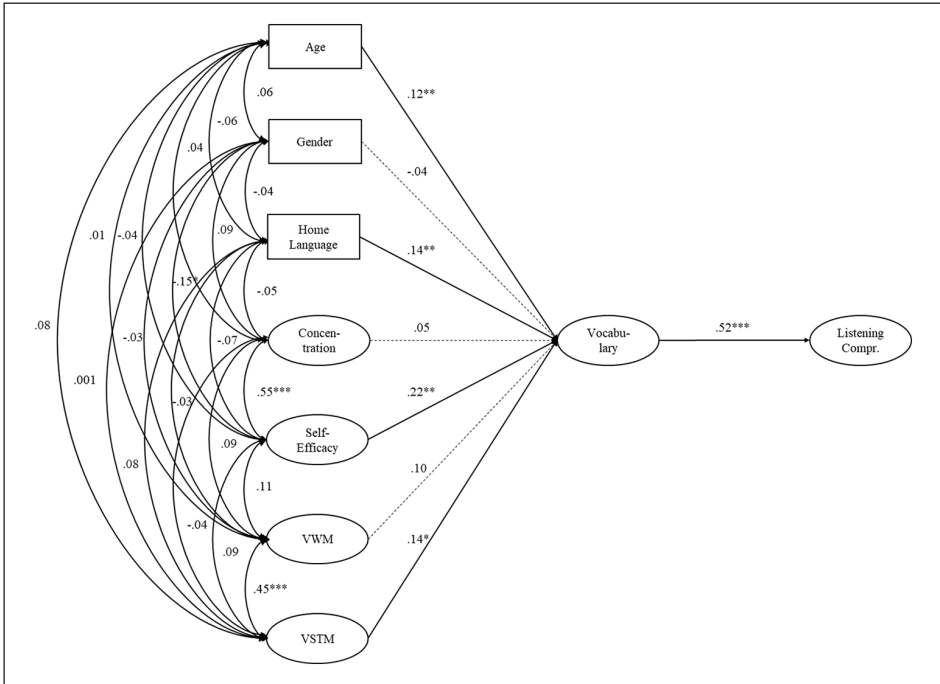 Age
.06
.12**
-.06
.04
Gender
-.04
-.04
.09
.01
-.04
Home
Language
.14**
-.15*
-.05
.08
-.03
-.07
Concen-
tration
.05
Vocabu-
lary
.52***
Listening
Compr.
.001
-.03
.55***
.22**
Self-
Efficacy
.09
.08
.11
.10
-.04
.09
VWM
.14*
.45***
VSTM